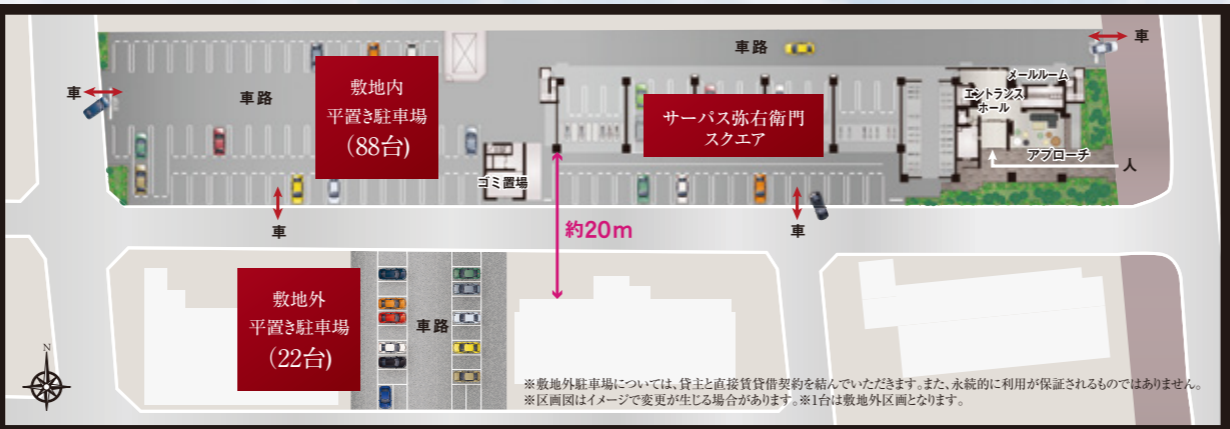 車路
車
車
車路
敷地内
平置き駐車場
(88台)
サーパス弥右衛門
スクエア
メールルーム
エントランス
ホール
アプローチ
人
ゴミ置場
車
車
約20m
敷地外
平置き駐車場
(22台)
車路
N
※敷地外駐車場については、貸主と直接賃貸借契約を結んでいただきます。また、永続的に利用が保証されるものではありません。
※区画図はイメージで変更が生じる場合があります。※1台は敷地外区画となります。